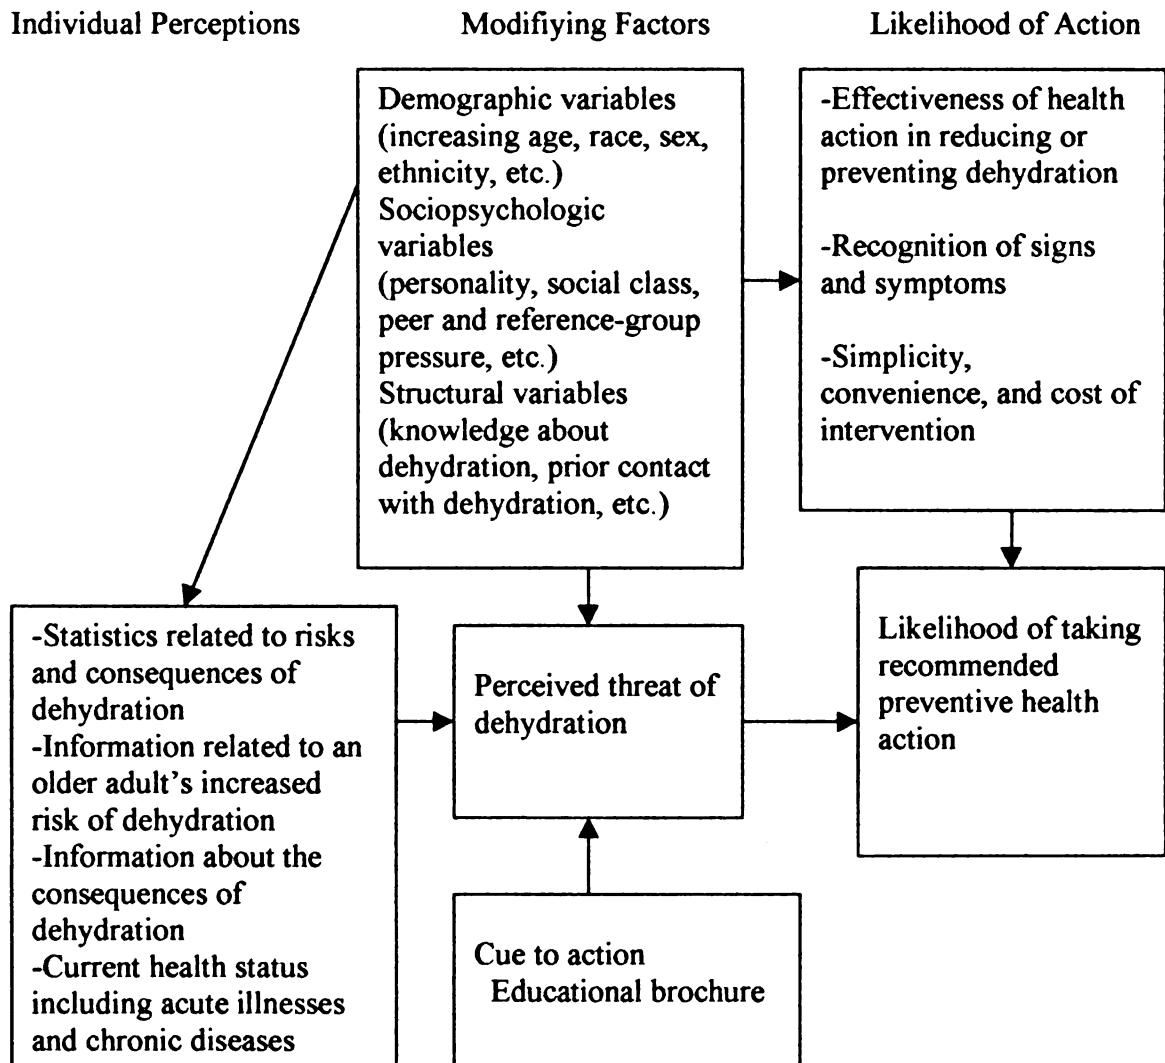 Individual Perceptions
Modifiying Factors
Likelihood of Action
Demographic variables
(increasing age, race, sex,
ethnicity, etc.)
Sociopsychologic
variables
(personality, social class,
peer and reference-group
pressure, etc.)
Structural variables
(knowledge about
dehydration, prior contact
with dehydration, etc.)
-Effectiveness of health
action in reducing or
preventing dehydration
-Recognition of signs
and symptoms
-Simplicity,
convenience, and cost of
intervention
-Statistics related to risks
and consequences of
dehydration
-Information related to an
older adult's increased
risk of dehydration
-Information about the
consequences of
dehydration
-Current health status
including acute illnesses
and chronic diseases
Perceived threat of
dehydration
Likelihood of taking
recommended
preventive health
action
Cue to action
Educational brochure